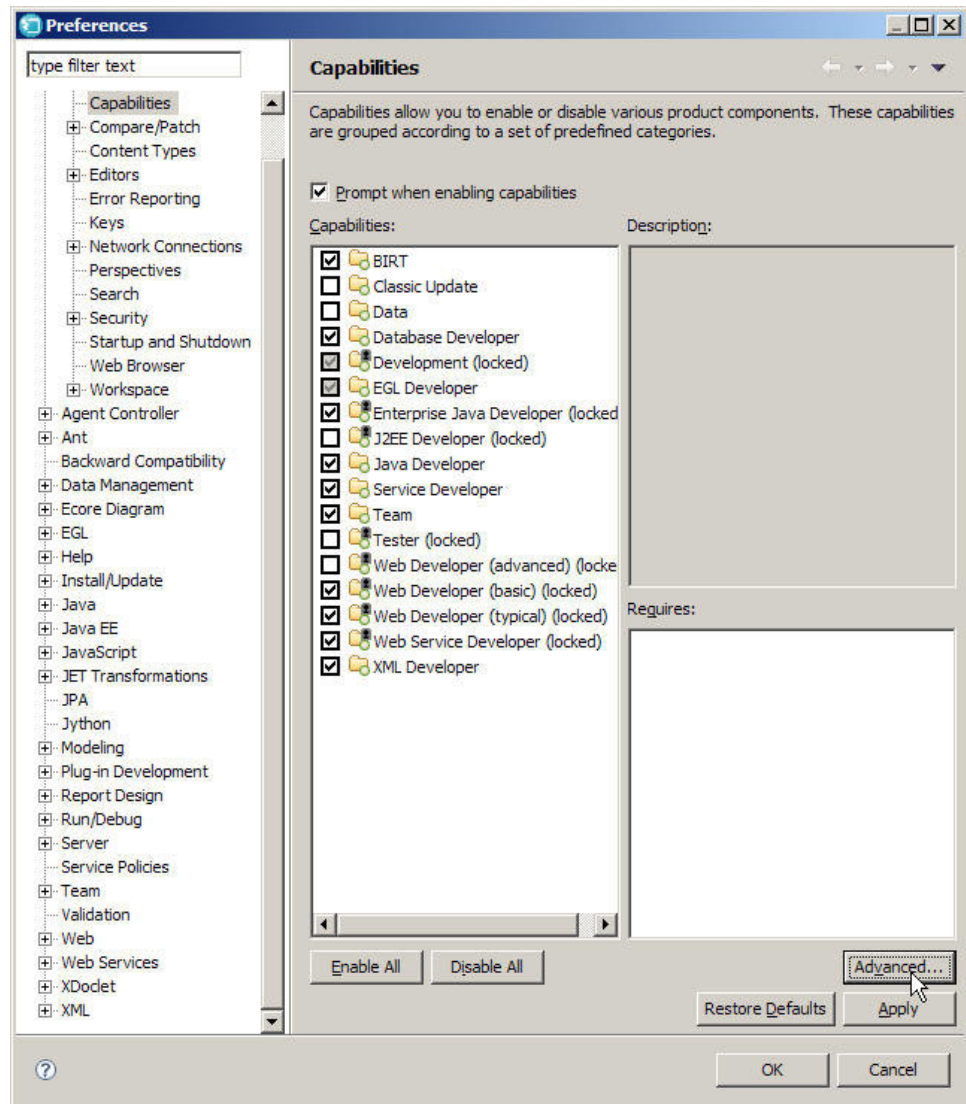 Preferences
type filter text
Capabilities
Compare/Patch
Content Types
Editors
Error Reporting
Keys
Network Connections
Perspectives
Search
Security
Startup and Shutdown
Web Browser
Workspace
Agent Controller
Ant
Backward Compatibility
Data Management
Ecore Diagram
EGL
Help
Install/Update
Java
Java EE
JavaScript
JET Transformations
JPA
Jython
Modeling
Plug-in Development
Report Design
Run/Debug
Server
Service Policies
Team
Validation
Web
Web Services
XDoclet
XML
Capabilities
Capabilities allow you to enable or disable various product components. These capabilities
are grouped according to a set of predefined categories.
Prompt when enabling capabilities
Capabilities:
BIRT
Classic Update
Data
Database Developer
Development (locked)
EGL Developer
Enterprise Java Developer (locked
J2EE Developer (locked)
Java Developer
Service Developer
Team
Tester (locked)
Web Developer (advanced) (locke
Web Developer (basic) (locked)
Web Developer (typical) (locked)
Web Service Developer (locked)
XML Developer
Description:
Requires:
Enable All Disable All Advanced...
Restore Defaults Apply
OK Cancel